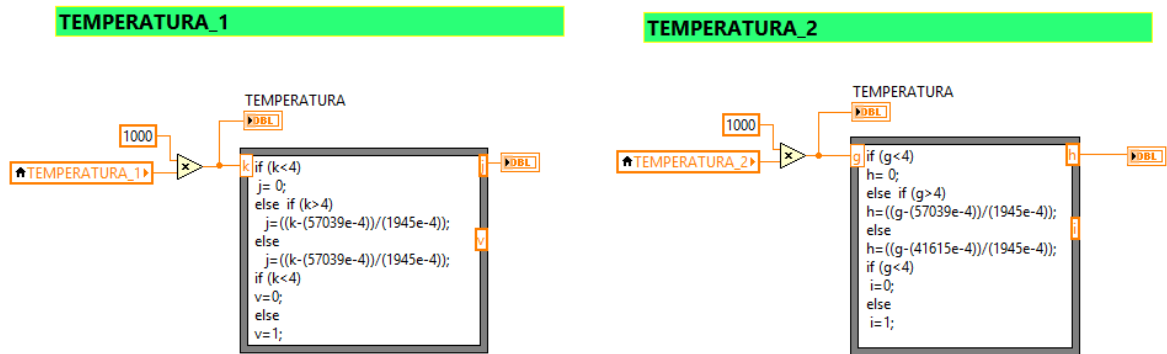 TEMPERATURA_1
TEMPERATURA
DBL
1000
TEMPERATURA_1
k
if (k<4)
j= 0;
else if (k>4)
j=((k-(57039e-4))/(1945e-4));
else
j=((k-(57039e-4))/(1945e-4));
if (k<4)
v=0;
else
v=1;
j
v
DBL
TEMPERATURA_2
TEMPERATURA
DBL
1000
TEMPERATURA_2
g
if (g<4)
h= 0;
else if (g>4)
h=((g-(57039e-4))/(1945e-4));
else
h=((g-(41615e-4))/(1945e-4));
if (g<4)
i=0;
else
i=1;
h
i
DBL